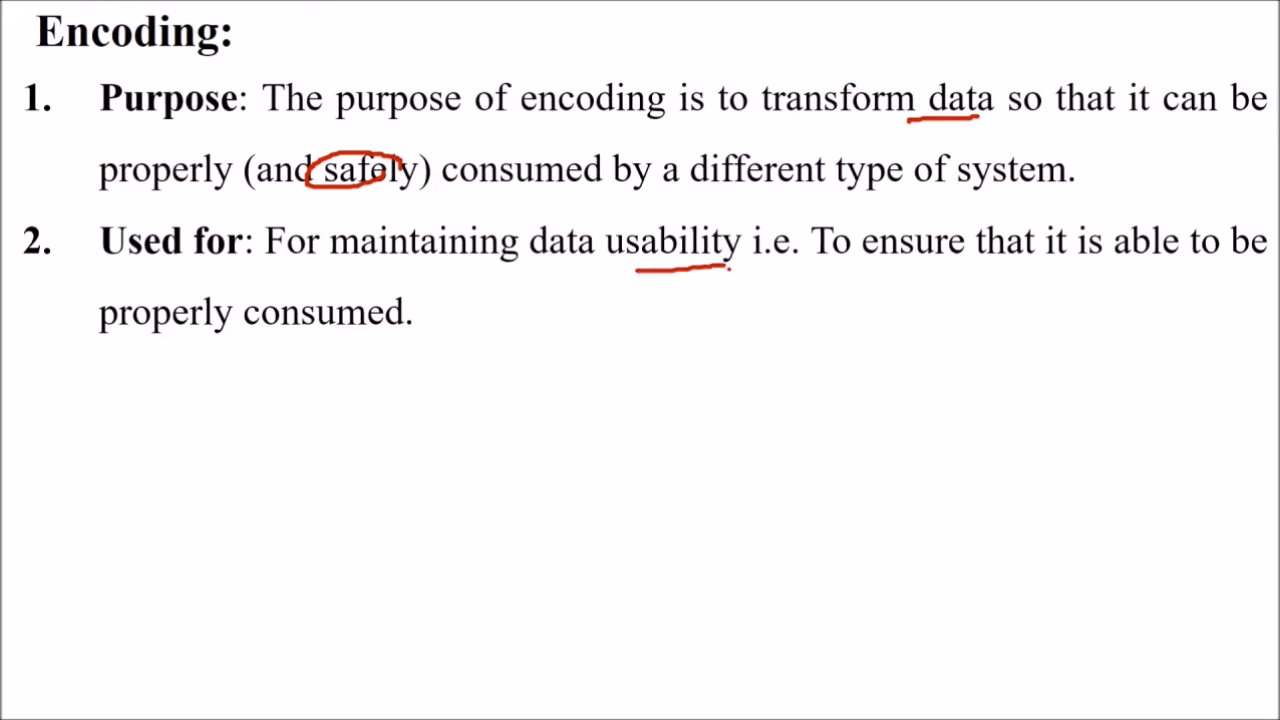 Encoding:
1. Purpose: The purpose of encoding is to transform data so that it can be
properly (and safely) consumed by a different type of system.
2. Used for: For maintaining data usability i.e. To ensure that it is able to be
properly consumed.